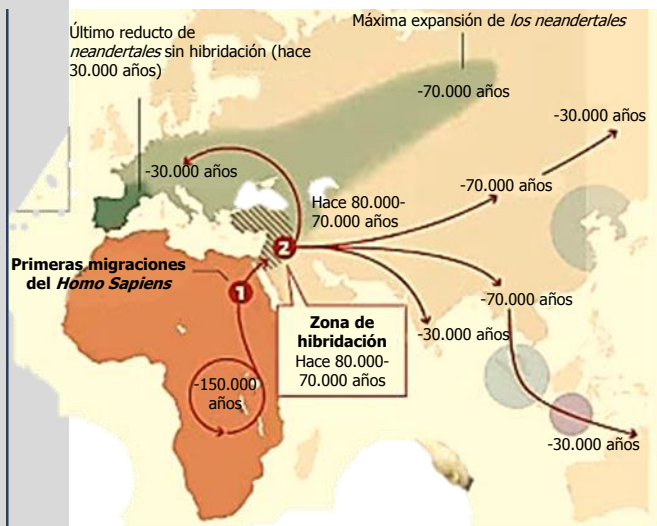 Último reducto de
neandertales sin hibridación (hace
30.000 años)
Máxima expansión de los neandertales
-70.000 años
-30.000 años
-30.000 años
-70.000 años
Hace 80.000-
70.000 años
2
Primeras migraciones
del Homo Sapiens
1
-70.000 años
Zona de
hibridación
Hace 80.000-
70.000 años
-30.000 años
-150.000
años
-30.000 años